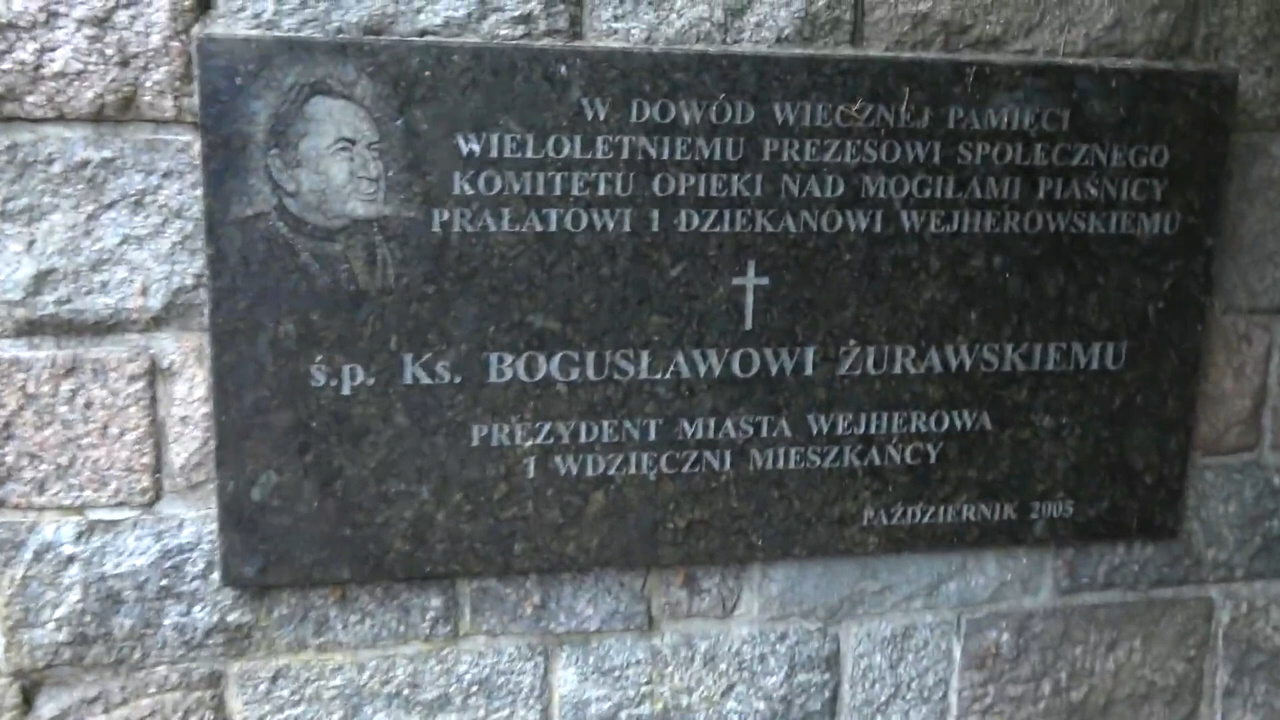 W DOWÓD WIECZNEJ PAMIĘCI
WIELOLETNIEMU PREZESOWI SPOŁECZNEGO
KOMITETU OPIEKI NAD MOGIŁAMI PIAŚNICY
PRAŁATOWI I DZIEKANOWI WEJHEROWSKIEMU
ś.p. Ks. BOGUSŁAWOWI ŻURAWSKIEMU
PREZYDENT MIASTA WEJHEROWA
I WDZIĘCZNI MIESZKAŃCY
PAŹDZIERNIK 2005